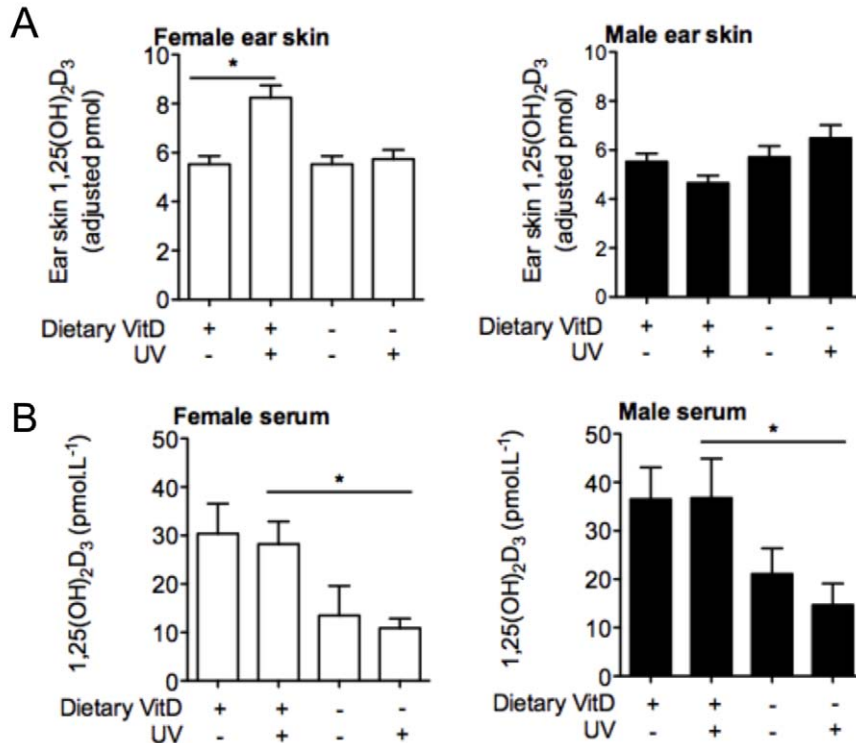 A
Female ear skin
Ear skin 1,25(OH)₂D₃
(adjusted pmol)
10
8
6
4
2
0
*
Dietary VitD + + - -
UV - + - +
Male ear skin
Ear skin 1,25(OH)₂D₃
(adjusted pmol)
10
8
6
4
2
0
+ + - -
- + - +
B
Female serum
1,25(OH)₂D₃ (pmol.L⁻¹)
50
40
30
20
10
0
*
Dietary VitD + + - -
UV - + - +
Male serum
1,25(OH)₂D₃ (pmol.L⁻¹)
50
40
30
20
10
0
*
Dietary VitD + + - -
UV - + - +